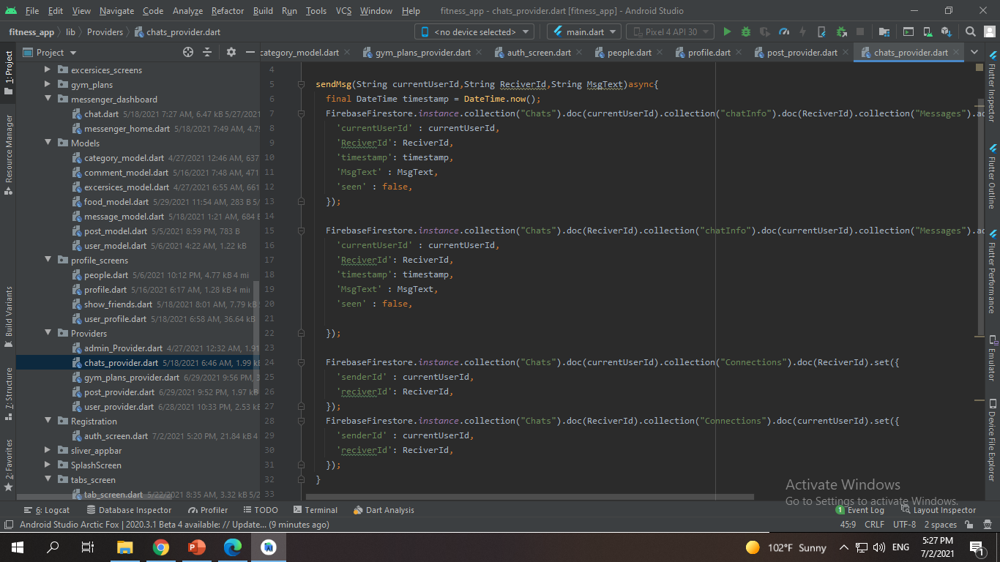 File Edit View Navigate Code Analyze Refactor Build Run Tools VCS Window Help fitness_app - chats_provider.dart [fitness_app] - Android Studio
fitness_app lib Providers chats_provider.dart <no device selected> main.dart Pixel 4 API 30
Project category_model.dart gym_plans_provider.dart auth_screen.dart people.dart profile.dart post_provider.dart chats_provider.dart
1: Project
Resource Manager
Build Variants
7: Structure
2: Favorites
excersices_screens
gym_plans
messenger_dashboard
chat.dart 5/18/2021 7:27 AM, 6.47 kB 5/27/2021
messenger_home.dart 5/18/2021 7:49 AM, 4.79
Models
category_model.dart 4/27/2021 12:46 AM, 637
comment_model.dart 5/16/2021 7:48 AM, 471
excersices_model.dart 4/27/2021 6:55 AM, 661
food_model.dart 5/29/2021 11:54 AM, 283 B 5/
message_model.dart 5/18/2021 1:21 AM, 684 B
post_model.dart 5/5/2021 8:59 PM, 783 B
user_model.dart 5/6/2021 4:22 AM, 1.22 kB
profile_screens
people.dart 5/6/2021 10:12 PM, 4.77 kB 4 mi
profile.dart 5/16/2021 6:17 AM, 1.28 kB 4 min
show_friends.dart 5/18/2021 8:01 AM, 7.79 kB
user_profile.dart 5/18/2021 6:58 AM, 36.64 kB
Providers
admin_Provider.dart 4/27/2021 12:32 AM, 1.91
chats_provider.dart 5/18/2021 6:46 AM, 1.99 kB
gym_plans_provider.dart 6/29/2021 9:56 PM, 3
post_provider.dart 6/29/2021 9:52 PM, 1.97 kB
user_provider.dart 6/28/2021 10:33 PM, 2.53 kB
Registration
auth_screen.dart 7/2/2021 5:20 PM, 21.84 kB 4
sliver_appbar
SplashScreen
tabs_screen
tab_screen.dart 5/22/2021 8:35 AM, 3.32 kB 5/2
4
5 sendMsg(String currentUserId,String ReciverId,String MsgText)async{
6 final DateTime timestamp = DateTime.now();
7 FirebaseFirestore.instance.collection("Chats").doc(currentUserId).collection("chatInfo").doc(ReciverId).collection("Messages").ad
8 'currentUserId' : currentUserId,
9 'ReciverId': ReciverId,
10 'timestamp': timestamp,
11 'MsgText' : MsgText,
12 'seen' : false,
13 });
14
15 FirebaseFirestore.instance.collection("Chats").doc(ReciverId).collection("chatInfo").doc(currentUserId).collection("Messages").ad
16 'currentUserId' : currentUserId,
17 'ReciverId': ReciverId,
18 'timestamp': timestamp,
19 'MsgText' : MsgText,
20 'seen' : false,
21
22 });
23
24 FirebaseFirestore.instance.collection("Chats").doc(currentUserId).collection("Connections").doc(ReciverId).set({
25 'senderId' : currentUserId,
26 'reciverId': ReciverId,
27 });
28 FirebaseFirestore.instance.collection("Chats").doc(ReciverId).collection("Connections").doc(currentUserId).set({
29 'senderId' : currentUserId,
30 'reciverId': ReciverId,
31 });
32 }
33
Flutter Inspector
Flutter Outline
Flutter Performance
Emulator
Device File Explorer
Activate Windows
Go to Settings to activate Windows.
6: Logcat Database Inspector Profiler TODO Terminal Dart Analysis 1 Event Log Layout Inspector
Android Studio Arctic Fox | 2020.3.1 Beta 4 available: // Update... (9 minutes ago) 45:9 CRLF UTF-8 2 spaces
102°F Sunny ENG 5:27 PM
7/2/2021 1